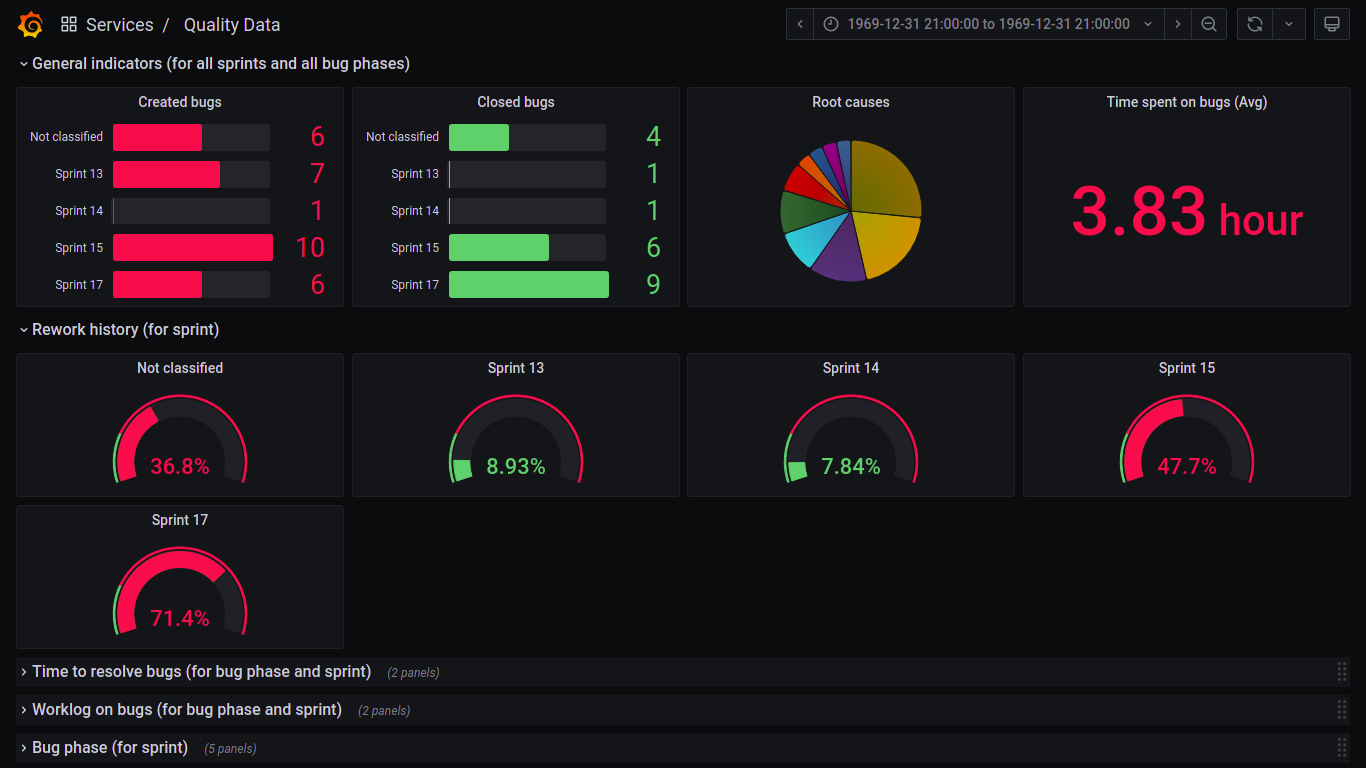 Services / Quality Data
1969-12-31 21:00:00 to 1969-12-31 21:00:00
General indicators (for all sprints and all bug phases)
Created bugs
Not classified 6
Sprint 13 7
Sprint 14 1
Sprint 15 10
Sprint 17 6
Closed bugs
Not classified 4
Sprint 13 1
Sprint 14 1
Sprint 15 6
Sprint 17 9
Root causes
Time spent on bugs (Avg)
3.83 hour
Rework history (for sprint)
Not classified
36.8%
Sprint 13
8.93%
Sprint 14
7.84%
Sprint 15
47.7%
Sprint 17
71.4%
Time to resolve bugs (for bug phase and sprint) (2 panels)
Worklog on bugs (for bug phase and sprint) (2 panels)
Bug phase (for sprint) (5 panels)